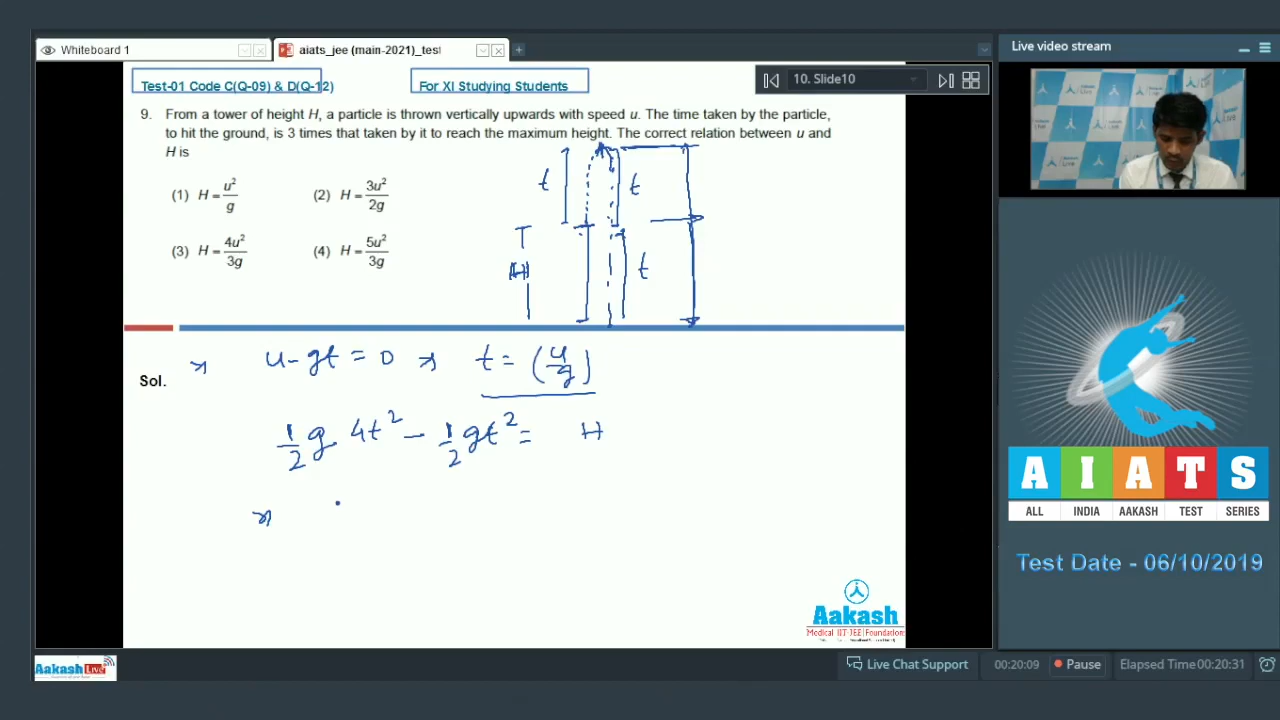 Whiteboard 1
aiats_jee (main-2021)_test
Live video stream
Test-01 Code C(Q-09) & D(Q-12)
For XI Studying Students
10. Slide10
9. From a tower of height H, a particle is thrown vertically upwards with speed u. The time taken by the particle,
to hit the ground, is 3 times that taken by it to reach the maximum height. The correct relation between u and
H is
(1) H = u²/g
(2) H = 3u²/2g
(3) H = 4u²/3g
(4) H = 5u²/3g
t
t
H
t
u - gt = 0
t = (u/g)
Sol.
1/2 g 4t² - 1/2 gt² = H
A I A T S
ALL INDIA AAKASH TEST SERIES
Test Date - 06/10/2019
Aakash
Medical IIT-JEE Foundations
Aakash Live
Live Chat Support
00:20:09
Pause
Elapsed Time 00:20:31